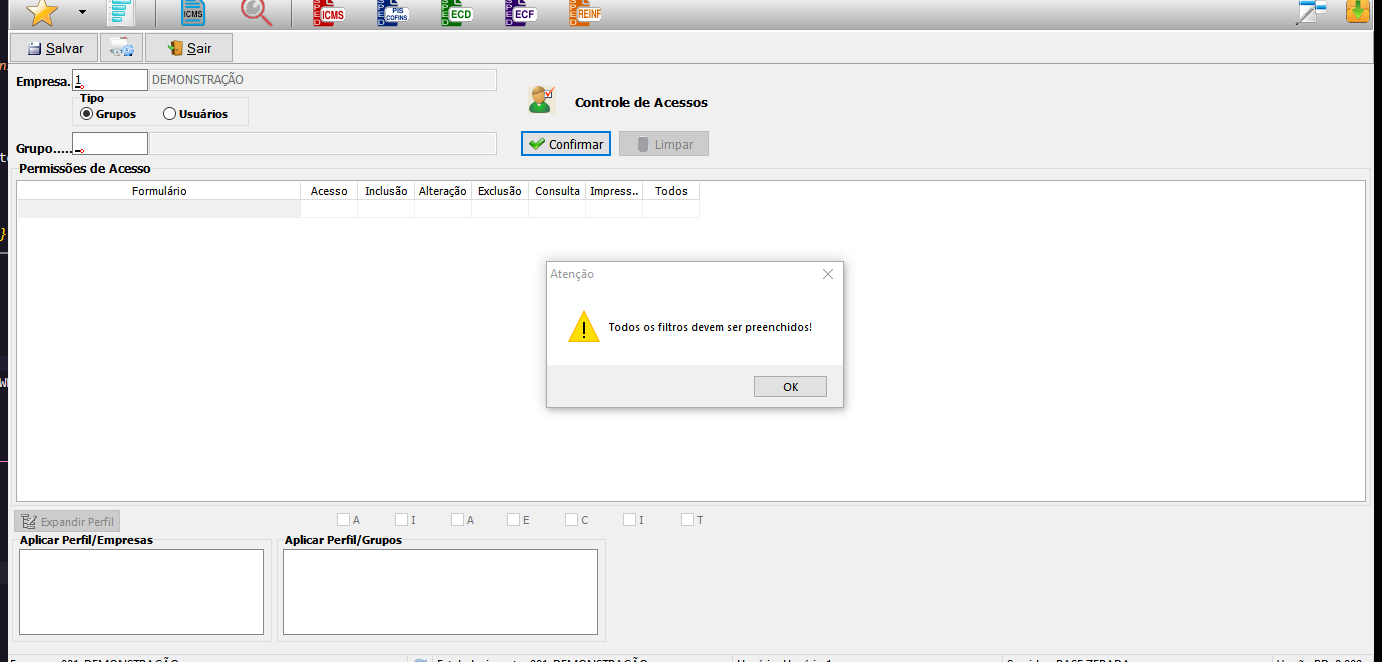 ICMS ICMS PIS COFINS ECD ECF REINF
Salvar Sair
Empresa. 1 DEMONSTRAÇÃO
Tipo
Grupos Usuários
Controle de Acessos
Grupo.....
Confirmar Limpar
Permissões de Acesso
Formulário Acesso Inclusão Alteração Exclusão Consulta Impress.. Todos
Atenção
Todos os filtros devem ser preenchidos!
OK
Expandir Perfil A I A E C I T
Aplicar Perfil/Empresas Aplicar Perfil/Grupos